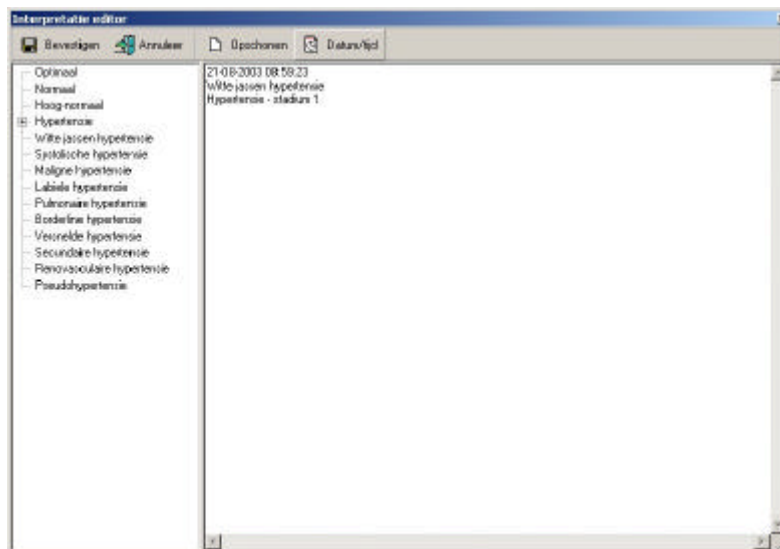 Interpretatie editor
Bevestigen Annuleer Opschonen Datum/tijd
Optimaal
Normaal
Hoog-normaal
Hypertensie
Witte jassen hypertensie
Systolische hypertensie
Maligne hypertensie
Labiele hypertensie
Pulmonaire hypertensie
Borderline hypertensie
Versnelde hypertensie
Secundaire hypertensie
Renovasculaire hypertensie
Pseudohypertensie
21-08-2003 08:59:23
Witte jassen hypertensie
Hypertensie - stadium 1